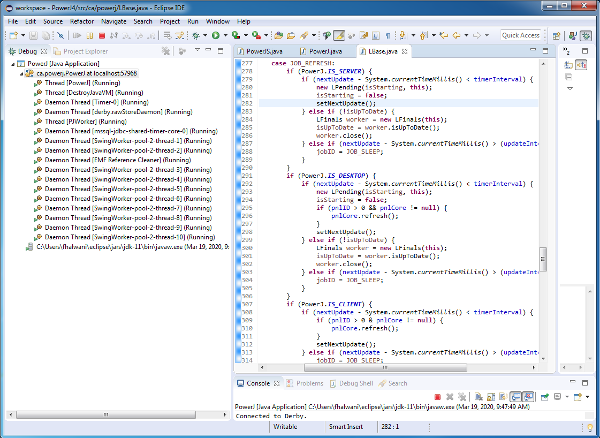 workspace - PowerJ4/src/ca/powerj/LBase.java - Eclipse IDE
File Edit Source Refactor Navigate Search Project Run Window Help
Quick Access
Debug Project Explorer
PowerJ [Java Application]
ca.powerj.PowerJ at localhost:57968
Thread [PowerJ] (Running)
Thread [DestroyJavaVM] (Running)
Daemon Thread [Timer-0] (Running)
Daemon Thread [derby.rawStoreDaemon] (Running)
Thread [PJWorker] (Running)
Daemon Thread [mssql-jdbc-shared-timer-core-0] (Running)
Daemon Thread [SwingWorker-pool-2-thread-1] (Running)
Daemon Thread [SwingWorker-pool-2-thread-2] (Running)
Daemon Thread [EMF Reference Cleaner] (Running)
Daemon Thread [SwingWorker-pool-2-thread-3] (Running)
Daemon Thread [SwingWorker-pool-2-thread-4] (Running)
Daemon Thread [SwingWorker-pool-2-thread-5] (Running)
Daemon Thread [SwingWorker-pool-2-thread-6] (Running)
Daemon Thread [SwingWorker-pool-2-thread-7] (Running)
Daemon Thread [SwingWorker-pool-2-thread-8] (Running)
Daemon Thread [SwingWorker-pool-2-thread-9] (Running)
Daemon Thread [SwingWorker-pool-2-thread-10] (Running)
C:\Users\fhalwani\eclipse\jars\jdk-11\bin\javaw.exe (Mar 19, 2020, 9:47
PowerJS.java PowerJ.java LBase.java
277 case JOB_REFRESH:
278 if (PowerJ.IS_SERVER) {
279 if (nextUpdate - System.currentTimeMillis() < timerInterval) {
280 new LPending(isStarting, this);
281 isStarting = false;
282 setNextUpdate();
283 } else if (!isUpToDate) {
284 LFinals worker = new LFinals(this);
285 isUpToDate = worker.isUpToDate();
286 worker.close();
287 } else if (nextUpdate - System.currentTimeMillis() > (updateInt
288 jobID = JOB_SLEEP;
289 }
290 }
291 if (PowerJ.IS_DESKTOP) {
292 if (nextUpdate - System.currentTimeMillis() < timerInterval) {
293 new LPending(isStarting, this);
294 isStarting = false;
295 if (pnlID > 0 && pnlCore != null) {
296 pnlCore.refresh();
297 }
298 setNextUpdate();
299 } else if (!isUpToDate) {
300 LFinals worker = new LFinals(this);
301 isUpToDate = worker.isUpToDate();
302 worker.close();
303 } else if (nextUpdate - System.currentTimeMillis() > (updateInt
304 jobID = JOB_SLEEP;
305 }
306 }
307 if (PowerJ.IS_CLIENT) {
308 if (nextUpdate - System.currentTimeMillis() < timerInterval) {
309 if (pnlID > 0 && pnlCore != null) {
310 pnlCore.refresh();
311 }
312 setNextUpdate();
313 } else if (nextUpdate - System.currentTimeMillis() > (updateInte
314 jobID = JOB_SLEEP;
Console Problems Debug Shell Search
PowerJ [Java Application] C:\Users\fhalwani\eclipse\jars\jdk-11\bin\javaw.exe (Mar 19, 2020, 9:47:49 AM)
Connected to Derby.
Writable Smart Insert 282 : 1